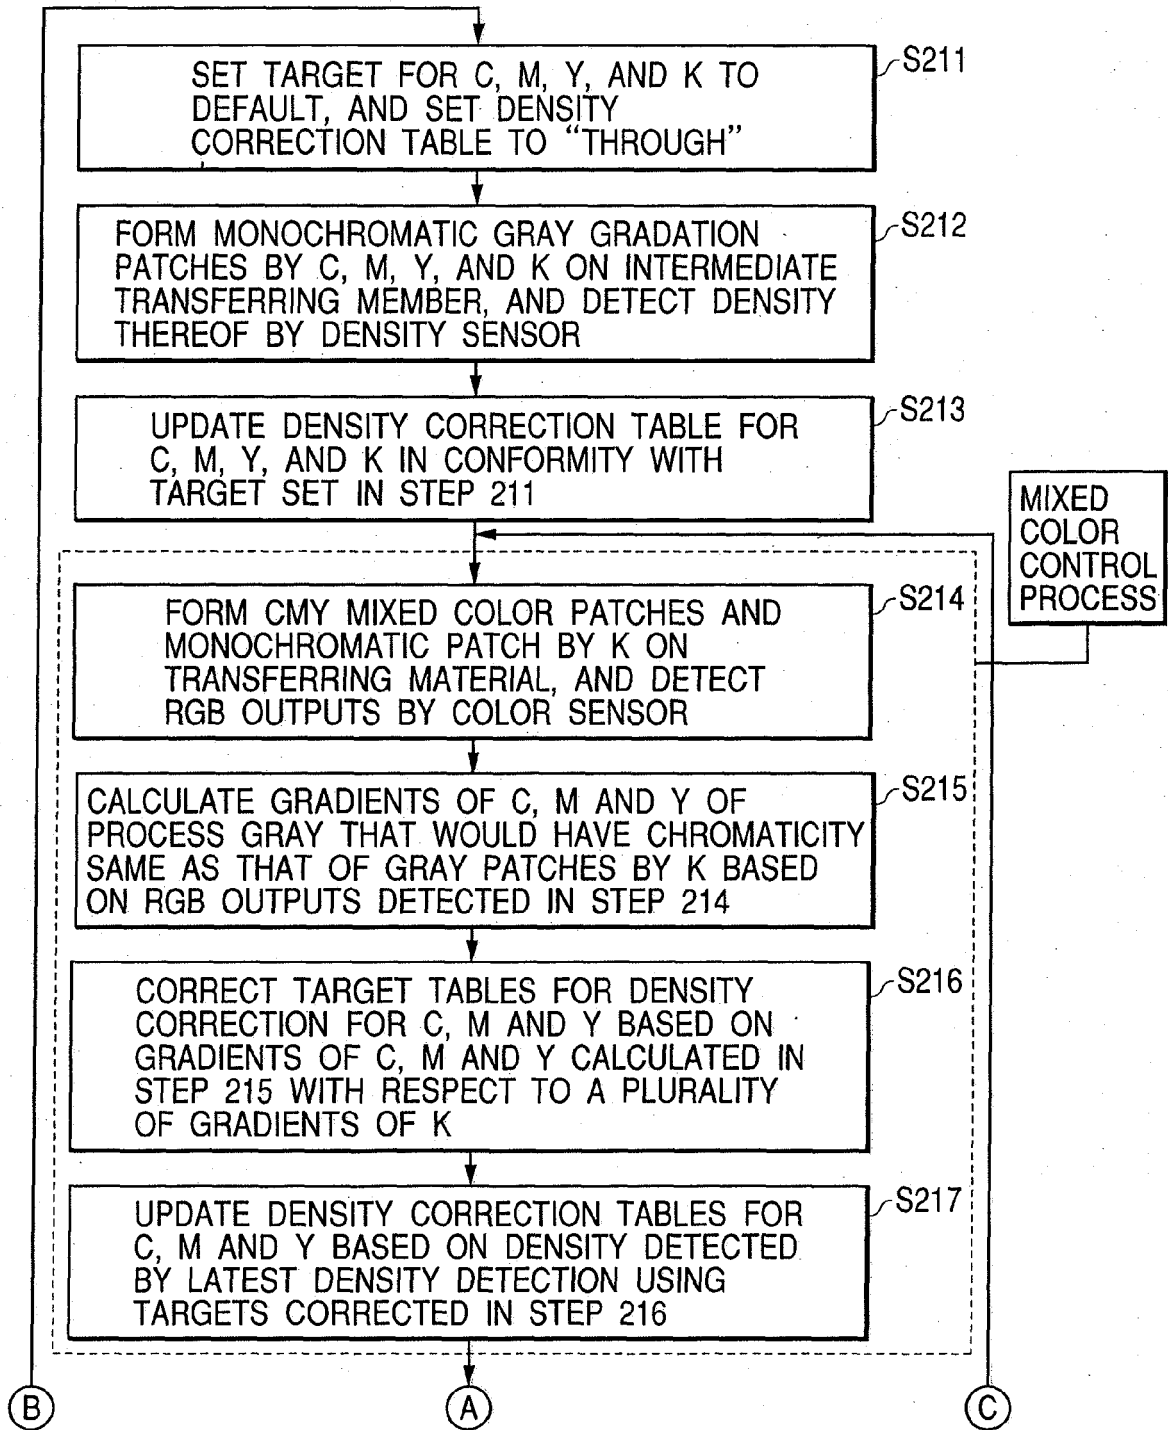 SET TARGET FOR C, M, Y, AND K TO
DEFAULT, AND SET DENSITY
CORRECTION TABLE TO “THROUGH”
S211
FORM MONOCHROMATIC GRAY GRADATION
PATCHES BY C, M, Y, AND K ON INTERMEDIATE
TRANSFERRING MEMBER, AND DETECT DENSITY
THEREOF BY DENSITY SENSOR
S212
UPDATE DENSITY CORRECTION TABLE FOR
C, M, Y, AND K IN CONFORMITY WITH
TARGET SET IN STEP 211
S213
MIXED
COLOR
CONTROL
PROCESS
FORM CMY MIXED COLOR PATCHES AND
MONOCHROMATIC PATCH BY K ON
TRANSFERRING MATERIAL, AND DETECT
RGB OUTPUTS BY COLOR SENSOR
S214
CALCULATE GRADIENTS OF C, M AND Y OF
PROCESS GRAY THAT WOULD HAVE CHROMATICITY
SAME AS THAT OF GRAY PATCHES BY K BASED
ON RGB OUTPUTS DETECTED IN STEP 214
S215
CORRECT TARGET TABLES FOR DENSITY
CORRECTION FOR C, M AND Y BASED ON
GRADIENTS OF C, M AND Y CALCULATED IN
STEP 215 WITH RESPECT TO A PLURALITY
OF GRADIENTS OF K
S216
UPDATE DENSITY CORRECTION TABLES FOR
C, M AND Y BASED ON DENSITY DETECTED
BY LATEST DENSITY DETECTION USING
TARGETS CORRECTED IN STEP 216
S217
B
A
C